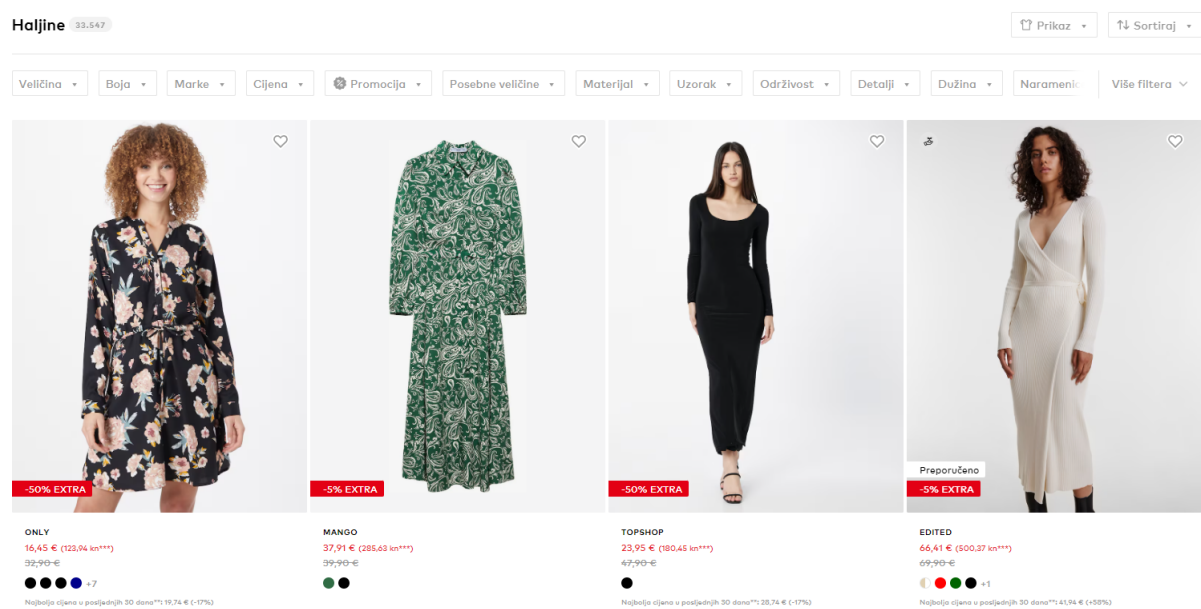 Haljine 33.547
Prikaz
Sortiraj
Veličina
Boja
Marke
Cijena
Promocija
Posebne veličine
Materijal
Uzorak
Održivost
Detalji
Dužina
Naramenic
Više filtera
-50% EXTRA
ONLY
16,45 € (123,94 kn***)
32,90 €
+7
Najbolja cijena u posljednjih 30 dana**: 19,74 € (-17%)
-5% EXTRA
MANGO
37,91 € (285,63 kn***)
39,90 €
-50% EXTRA
TOPSHOP
23,95 € (180,45 kn***)
47,90 €
Najbolja cijena u posljednjih 30 dana**: 28,74 € (-17%)
Preporučeno
-5% EXTRA
EDITED
66,41 € (500,37 kn***)
69,90 €
+1
Najbolja cijena u posljednjih 30 dana**: 41,94 € (+58%)